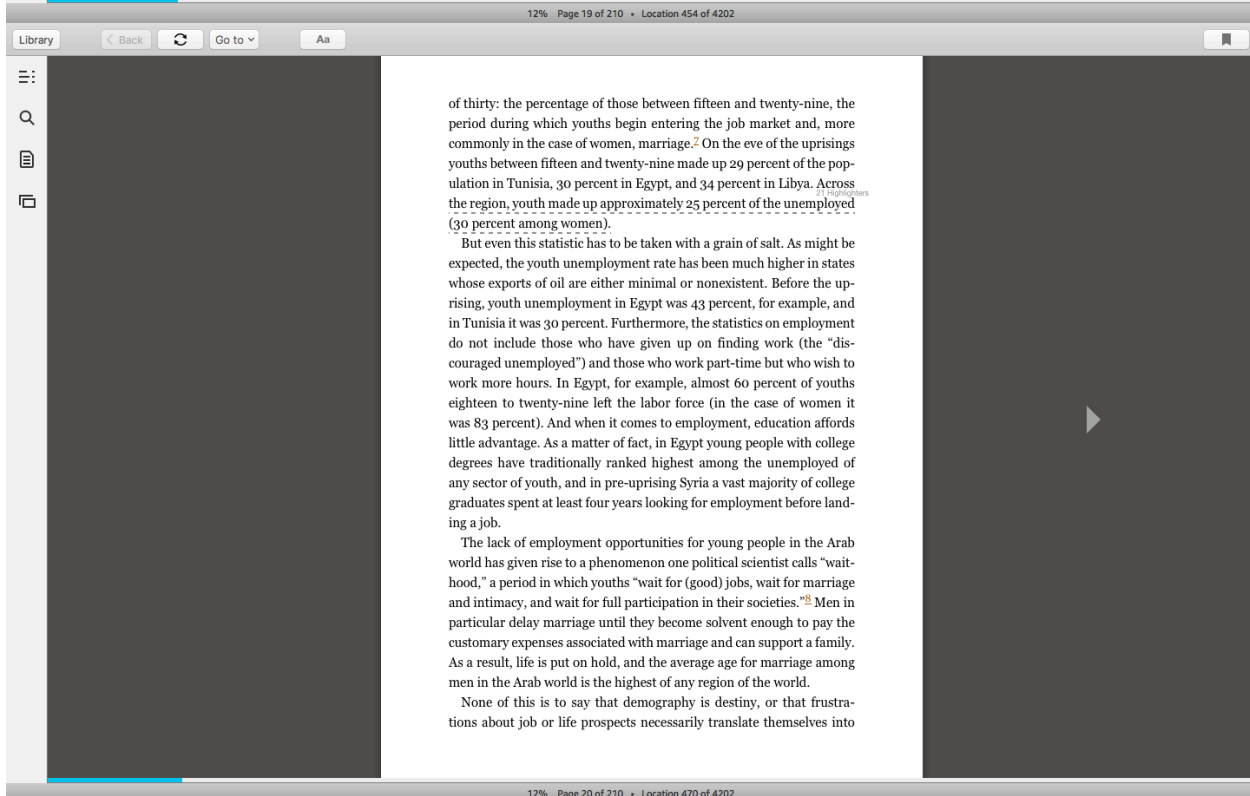 12% Page 19 of 210 • Location 454 of 4202
Library
< Back
Go to
Aa
of thirty: the percentage of those between fifteen and twenty-nine, the
period during which youths begin entering the job market and, more
commonly in the case of women, marriage.7 On the eve of the uprisings
youths between fifteen and twenty-nine made up 29 percent of the pop-
ulation in Tunisia, 30 percent in Egypt, and 34 percent in Libya. Across
21 Highlighters
the region, youth made up approximately 25 percent of the unemployed
(30 percent among women).
But even this statistic has to be taken with a grain of salt. As might be
expected, the youth unemployment rate has been much higher in states
whose exports of oil are either minimal or nonexistent. Before the up-
rising, youth unemployment in Egypt was 43 percent, for example, and
in Tunisia it was 30 percent. Furthermore, the statistics on employment
do not include those who have given up on finding work (the “dis-
couraged unemployed”) and those who work part-time but who wish to
work more hours. In Egypt, for example, almost 60 percent of youths
eighteen to twenty-nine left the labor force (in the case of women it
was 83 percent). And when it comes to employment, education affords
little advantage. As a matter of fact, in Egypt young people with college
degrees have traditionally ranked highest among the unemployed of
any sector of youth, and in pre-uprising Syria a vast majority of college
graduates spent at least four years looking for employment before land-
ing a job.
The lack of employment opportunities for young people in the Arab
world has given rise to a phenomenon one political scientist calls “wait-
hood,” a period in which youths “wait for (good) jobs, wait for marriage
and intimacy, and wait for full participation in their societies.”8 Men in
particular delay marriage until they become solvent enough to pay the
customary expenses associated with marriage and can support a family.
As a result, life is put on hold, and the average age for marriage among
men in the Arab world is the highest of any region of the world.
None of this is to say that demography is destiny, or that frustra-
tions about job or life prospects necessarily translate themselves into
12% Page 20 of 210 • Location 470 of 4202